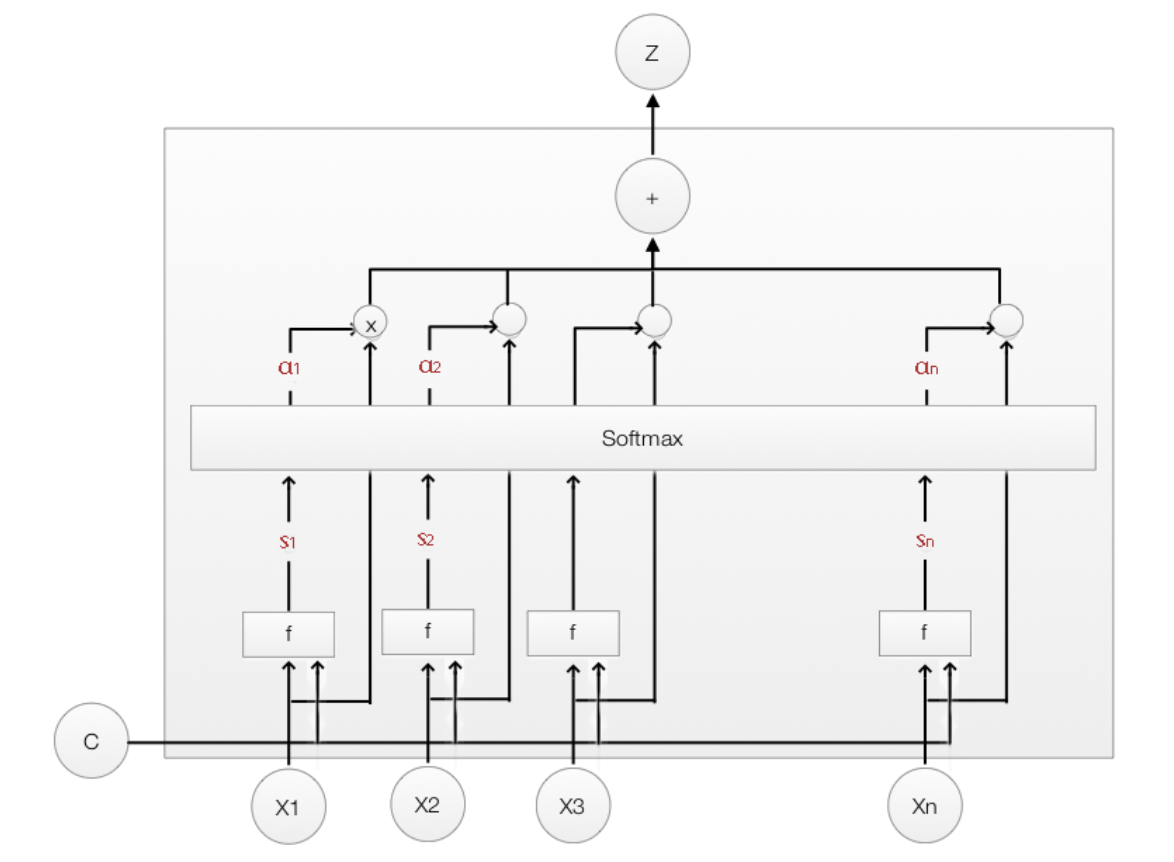 Z
+
x
α1
α2
αn
Softmax
s1
s2
sn
f
f
f
f
C
X1
X2
X3
Xn